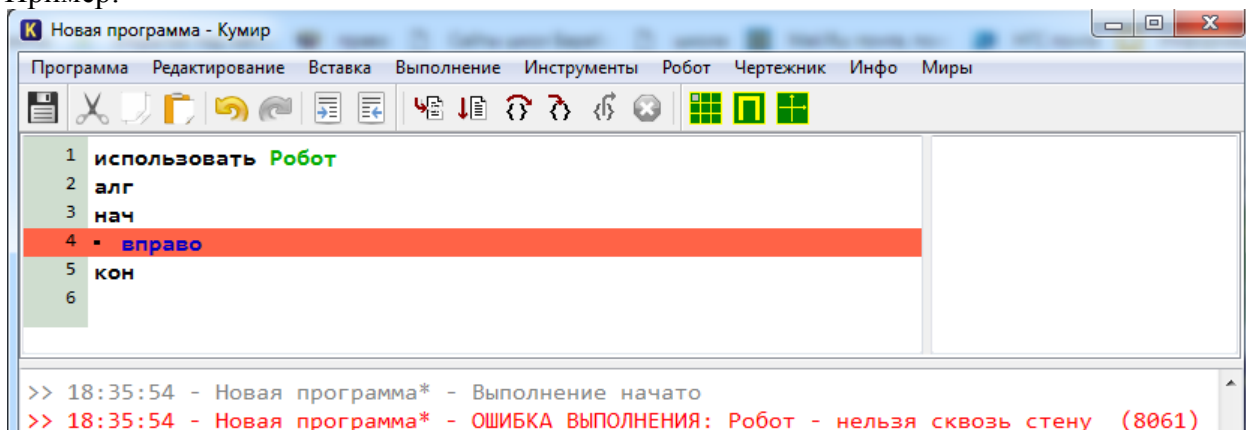 Пример:
Новая программа - Кумир
Программа Редактирование Вставка Выполнение Инструменты Робот Чертежник Инфо Миры
1 использовать Робот
2 алг
3 нач
4 ▪ вправо
5 кон
6
>> 18:35:54 - Новая программа* - Выполнение начато
>> 18:35:54 - Новая программа* - ОШИБКА ВЫПОЛНЕНИЯ: Робот - нельзя сквозь стену (8061)